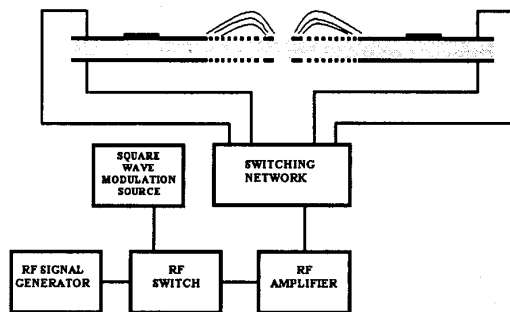 SQUARE
WAVE
MODULATION
SOURCE
SWITCHING
NETWORK
RF SIGNAL
GENERATOR
RF
SWITCH
RF
AMPLIFIER